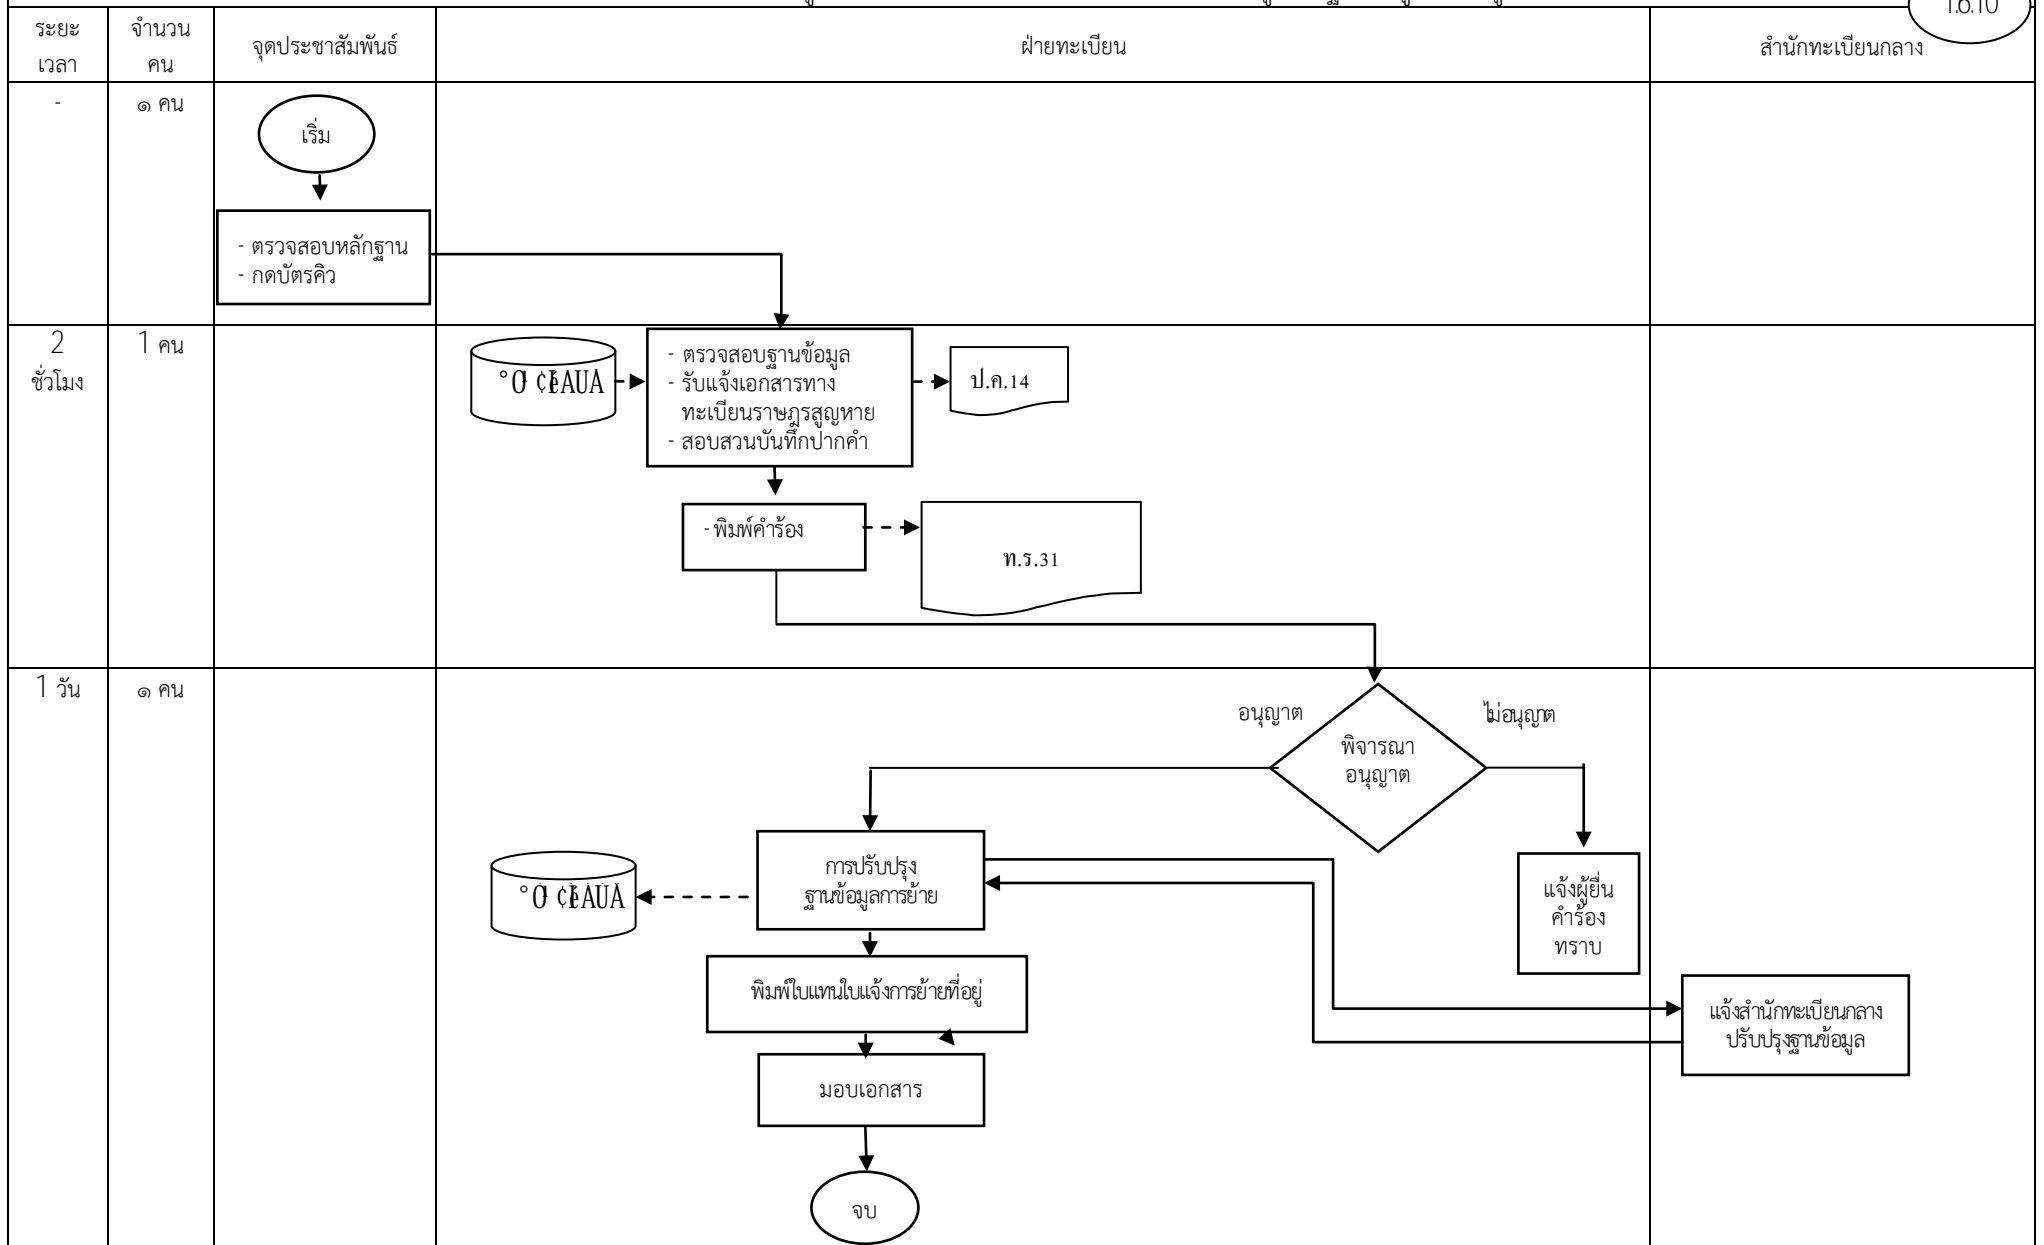 1.6.10
ระยะ
เวลา
จำนวน
คน
จุดประชาสัมพันธ์
ฝ่ายทะเบียน
สำนักทะเบียนกลาง
-
๑ คน
เริ่ม
- ตรวจสอบหลักฐาน
- กดบัตรคิว
2
ชั่วโมง
1 คน
- ตรวจสอบฐานข้อมูล
- รับแจ้งเอกสารทาง
ทะเบียนราษฎรสูญหาย
- สอบสวนบันทึกปากคำ
ป.ค.14
- พิมพ์คำร้อง
ท.ร.31
1 วัน
๑ คน
อนุญาต
ไม่อนุญาต
พิจารณา
อนุญาต
การปรับปรุง
ฐานข้อมูลการย้าย
แจ้งผู้ยื่น
คำร้อง
ทราบ
พิมพ์ใบแทนใบแจ้งการย้ายที่อยู่
แจ้งสำนักทะเบียนกลาง
ปรับปรุงฐานข้อมูล
มอบเอกสาร
จบ